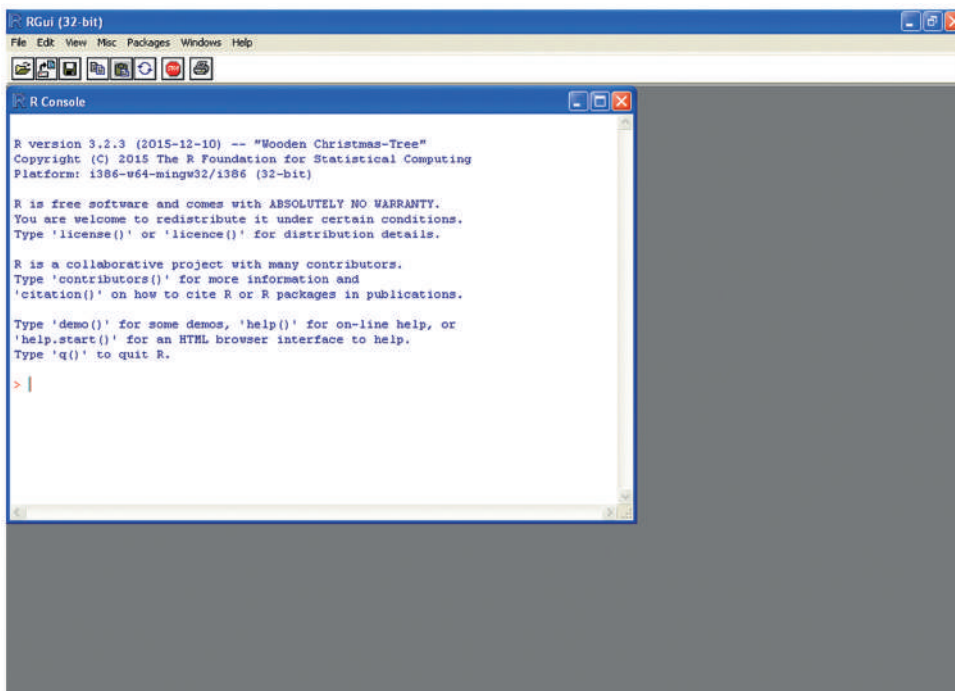 RGui (32-bit)
File Edit View Misc Packages Windows Help
STOP
R Console
R version 3.2.3 (2015-12-10) -- "Wooden Christmas-Tree"
Copyright (C) 2015 The R Foundation for Statistical Computing
Platform: i386-w64-mingw32/i386 (32-bit)
R is free software and comes with ABSOLUTELY NO WARRANTY.
You are welcome to redistribute it under certain conditions.
Type 'license()' or 'licence()' for distribution details.
R is a collaborative project with many contributors.
Type 'contributors()' for more information and
'citation()' on how to cite R or R packages in publications.
Type 'demo()' for some demos, 'help()' for on-line help, or
'help.start()' for an HTML browser interface to help.
Type 'q()' to quit R.
>